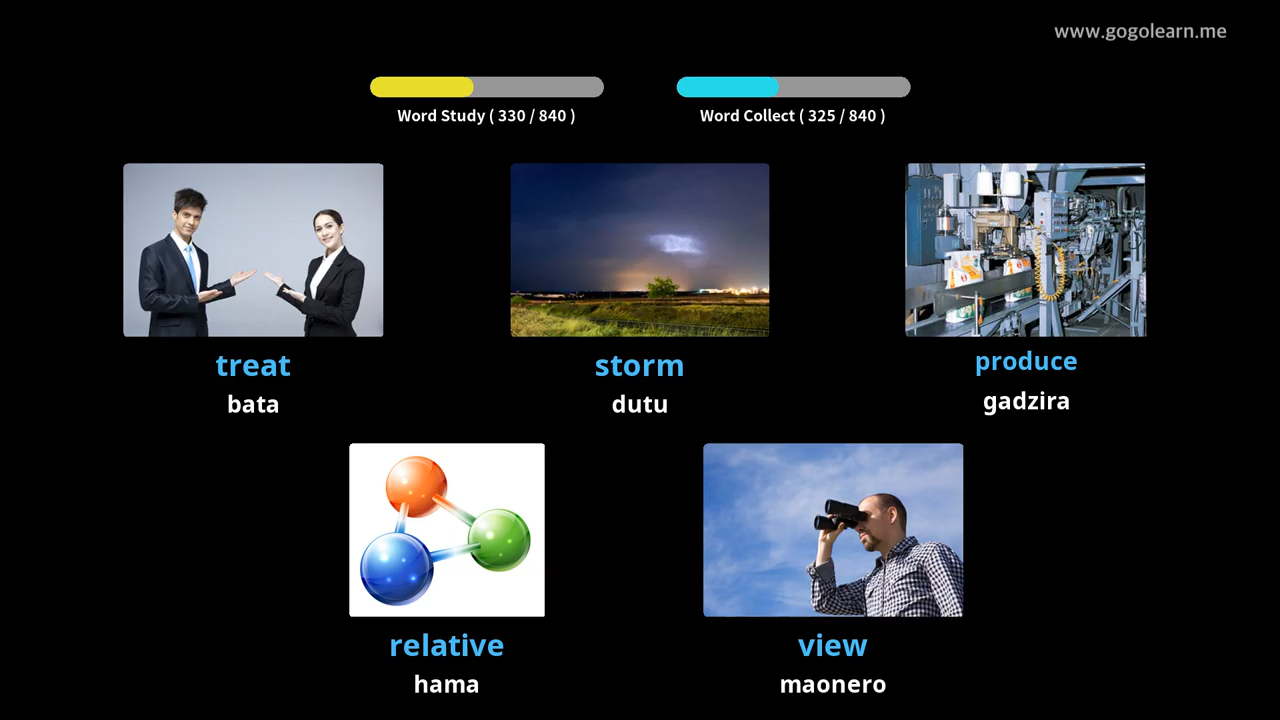 www.gogolearn.me
Word Study ( 330 / 840 )
Word Collect ( 325 / 840 )
treat
bata
storm
dutu
produce
gadzira
relative
hama
view
maonero